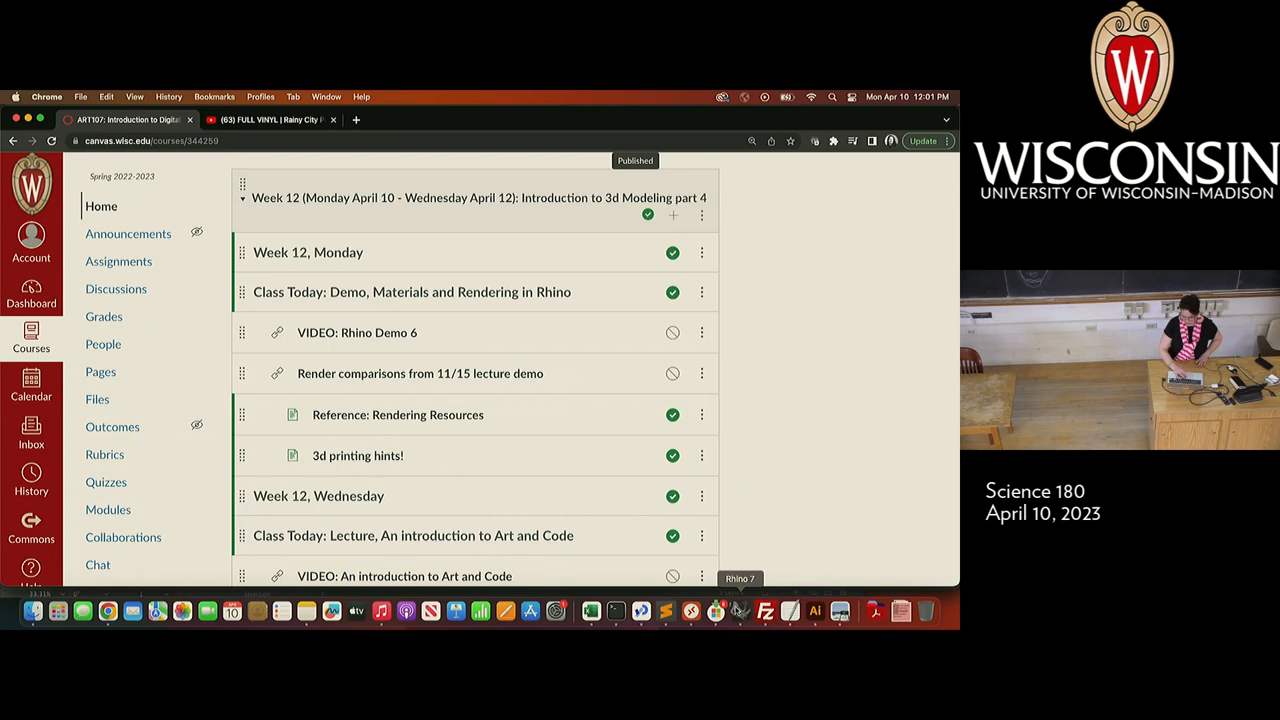 Chrome File Edit View History Bookmarks Profiles Tab Window Help Mon Apr 10 12:01 PM
ART107: Introduction to Digita
(63) FULL VINYL | Rainy City P
canvas.wisc.edu/courses/344259
Update
Account
Dashboard
Courses
Calendar
Inbox
History
Commons
Help
Spring 2022-2023
Home
Announcements
Assignments
Discussions
Grades
People
Pages
Files
Outcomes
Rubrics
Quizzes
Modules
Collaborations
Chat
Published
Week 12 (Monday April 10 - Wednesday April 12): Introduction to 3d Modeling part 4
Week 12, Monday
Class Today: Demo, Materials and Rendering in Rhino
VIDEO: Rhino Demo 6
Render comparisons from 11/15 lecture demo
Reference: Rendering Resources
3d printing hints!
Week 12, Wednesday
Class Today: Lecture, An introduction to Art and Code
VIDEO: An introduction to Art and Code
Rhino 7
tv
Ai
W
WISCONSIN
UNIVERSITY OF WISCONSIN–MADISON
Science 180
April 10, 2023